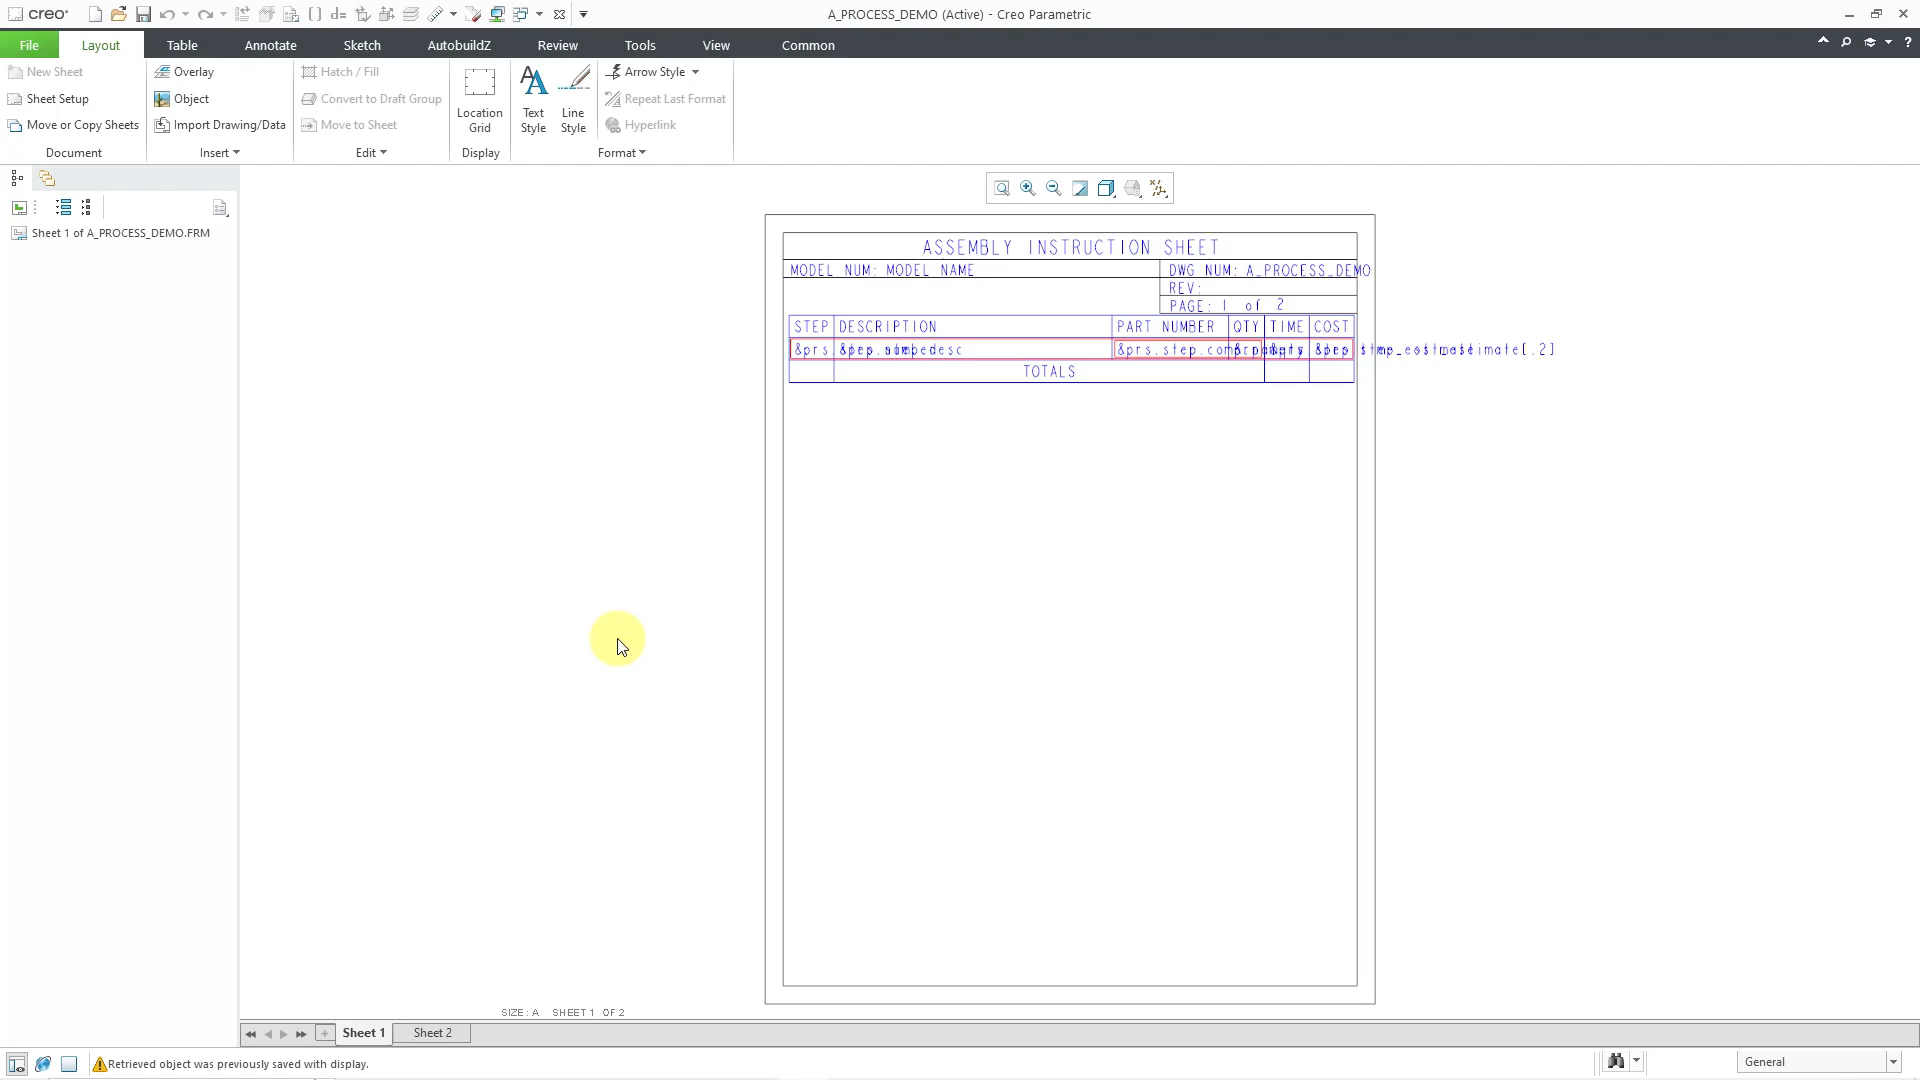 creo
A_PROCESS_DEMO (Active) - Creo Parametric
File Layout Table Annotate Sketch AutobuildZ Review Tools View Common
New Sheet
Sheet Setup
Move or Copy Sheets
Document
Overlay
Object
Import Drawing/Data
Insert
Hatch / Fill
Convert to Draft Group
Move to Sheet
Edit
Location
Grid
Display
Text
Style
Line
Style
Arrow Style
Repeat Last Format
Hyperlink
Format
Sheet 1 of A_PROCESS_DEMO.FRM
ASSEMBLY INSTRUCTION SHEET
MODEL NUM: MODEL NAME
DWG NUM: A_PROCESS_DEMO
REV:
PAGE: 1 of 2
STEP DESCRIPTION PART NUMBER QTY TIME COST
&prs.
TOTALS
SIZE: A SHEET 1 OF 2
Sheet 1 Sheet 2
Retrieved object was previously saved with display.
General